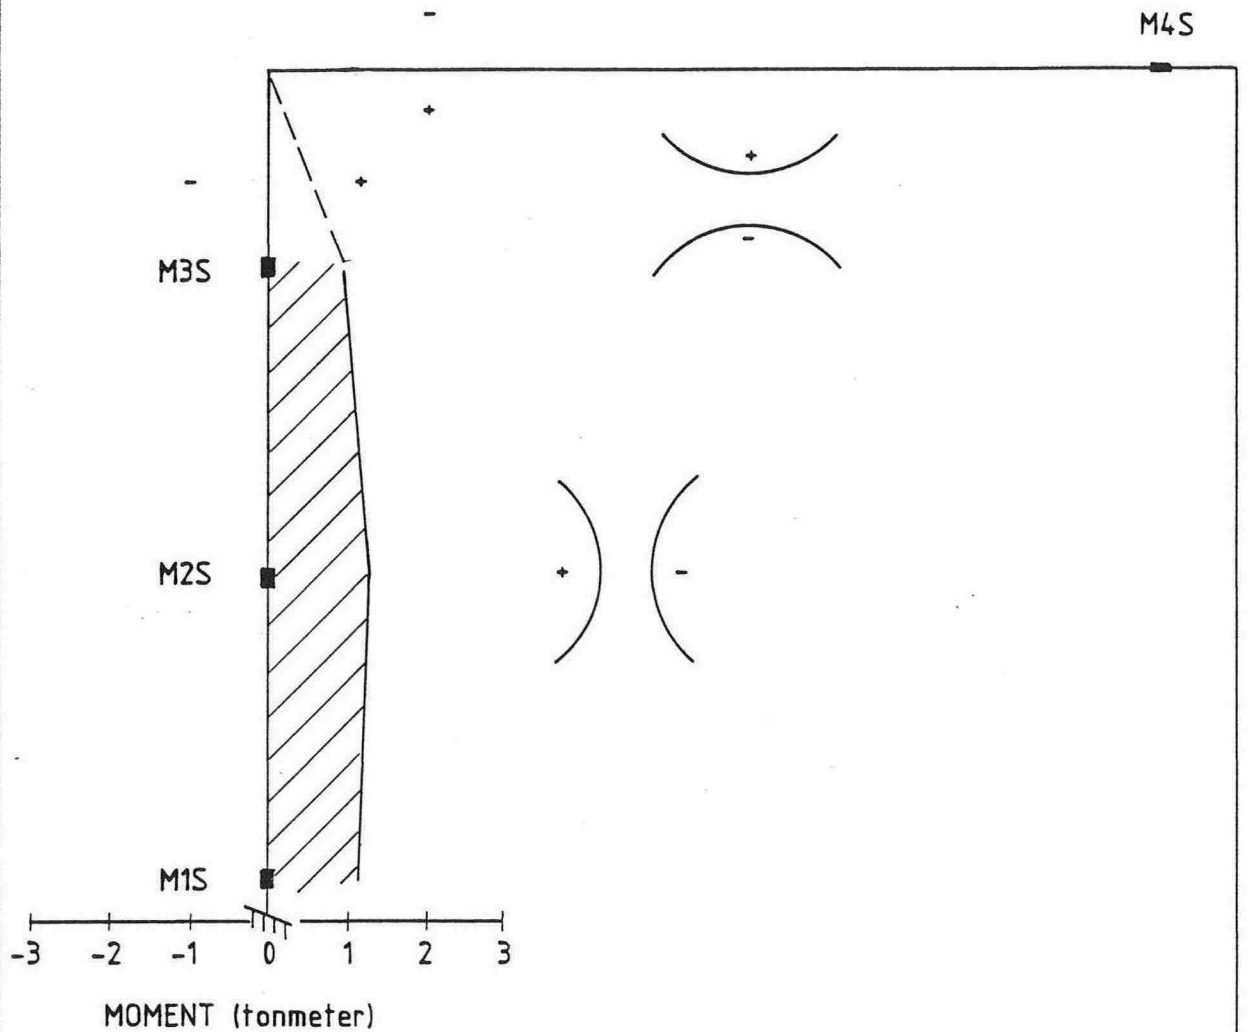 -
M4S
+
+
- +
-
M3S
M2S
+ -
M1S
-3 -2 -1 0 1 2 3
MOMENT (tonmeter)